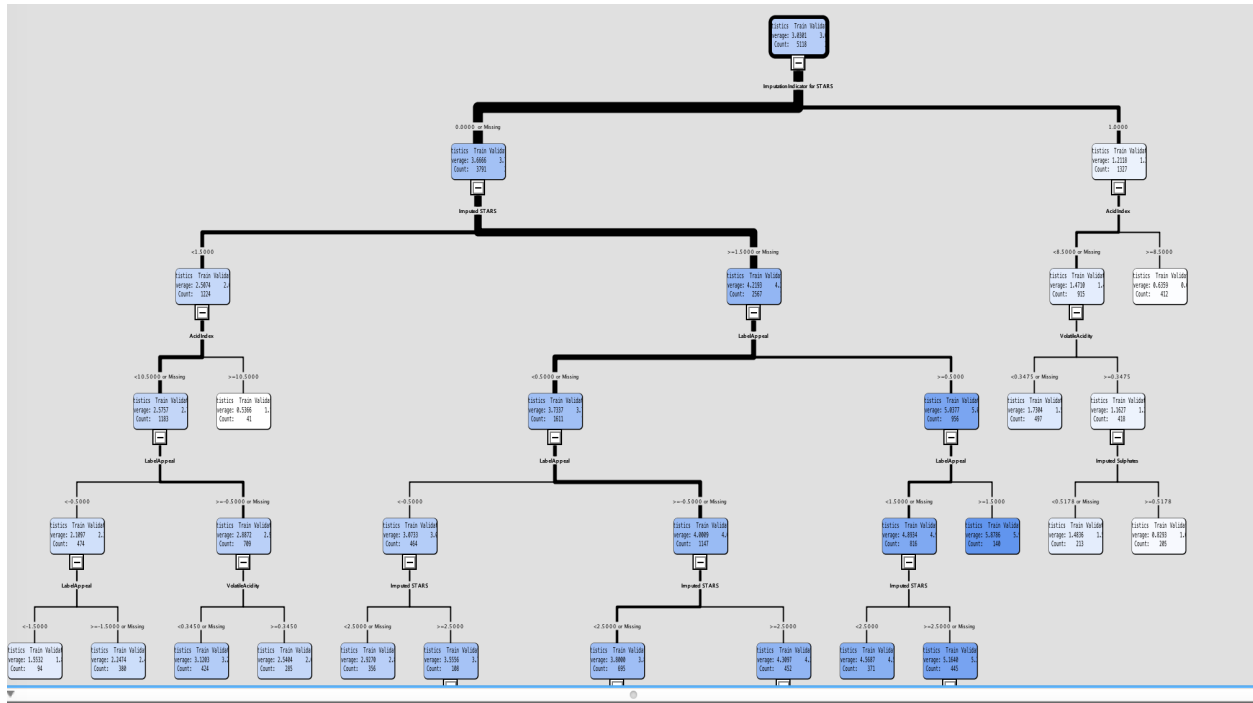 tistics Train Valida
verage: 3.0301 3.
Count: 5118
Imputation Indicator for STARS
0.0000 or Missing
1.0000
tistics Train Valida
verage: 3.6666 3.
Count: 3791
tistics Train Valida
verage: 1.2118 1.
Count: 1327
Imputed STARS
AcidIndex
<1.5000
>=1.5000 or Missing
<8.5000 or Missing
>=8.5000
tistics Train Valida
verage: 2.5074 2.
Count: 1224
tistics Train Valida
verage: 4.2193 4.
Count: 2567
tistics Train Valida
verage: 1.4710 1.
Count: 915
tistics Train Valida
verage: 0.6359 0.
Count: 412
AcidIndex
LabelAppeal
VolatileAcidity
<10.5000 or Missing
>=10.5000
<0.5000 or Missing
>=0.5000
<0.3475 or Missing
>=0.3475
tistics Train Valida
verage: 2.5757 2.
Count: 1183
tistics Train Valida
verage: 0.5366 1.
Count: 41
tistics Train Valida
verage: 3.7337 3.
Count: 1611
tistics Train Valida
verage: 5.0377 5.
Count: 956
tistics Train Valida
verage: 1.7304 1.
Count: 497
tistics Train Valida
verage: 1.1627 1.
Count: 418
LabelAppeal
LabelAppeal
LabelAppeal
Imputed Sulphates
<-0.5000
>=-0.5000 or Missing
<-0.5000
>=-0.5000 or Missing
<1.5000 or Missing
>=1.5000
<0.5178 or Missing
>=0.5178
tistics Train Valida
verage: 2.1097 2.
Count: 474
tistics Train Valida
verage: 2.8872 2.
Count: 709
tistics Train Valida
verage: 3.0733 3.
Count: 464
tistics Train Valida
verage: 4.0009 4.
Count: 1147
tistics Train Valida
verage: 4.8934 4.
Count: 816
tistics Train Valida
verage: 5.8786 5.
Count: 140
tistics Train Valida
verage: 1.4836 1.
Count: 213
tistics Train Valida
verage: 0.8293 1.
Count: 205
LabelAppeal
VolatileAcidity
Imputed STARS
Imputed STARS
Imputed STARS
<-1.5000
>=-1.5000 or Missing
<0.3450 or Missing
>=0.3450
<2.5000 or Missing
>=2.5000
<2.5000 or Missing
>=2.5000
<2.5000
>=2.5000 or Missing
tistics Train Valida
verage: 1.5532 1.
Count: 94
tistics Train Valida
verage: 2.2474 2.
Count: 380
tistics Train Valida
verage: 3.1203 3.
Count: 424
tistics Train Valida
verage: 2.5404 2.
Count: 285
tistics Train Valida
verage: 2.9270 2.
Count: 356
tistics Train Valida
verage: 3.5556 3.
Count: 108
tistics Train Valida
verage: 3.8000 3.
Count: 695
tistics Train Valida
verage: 4.3097 4.
Count: 452
tistics Train Valida
verage: 4.5687 4.
Count: 371
tistics Train Valida
verage: 5.1640 5.
Count: 445